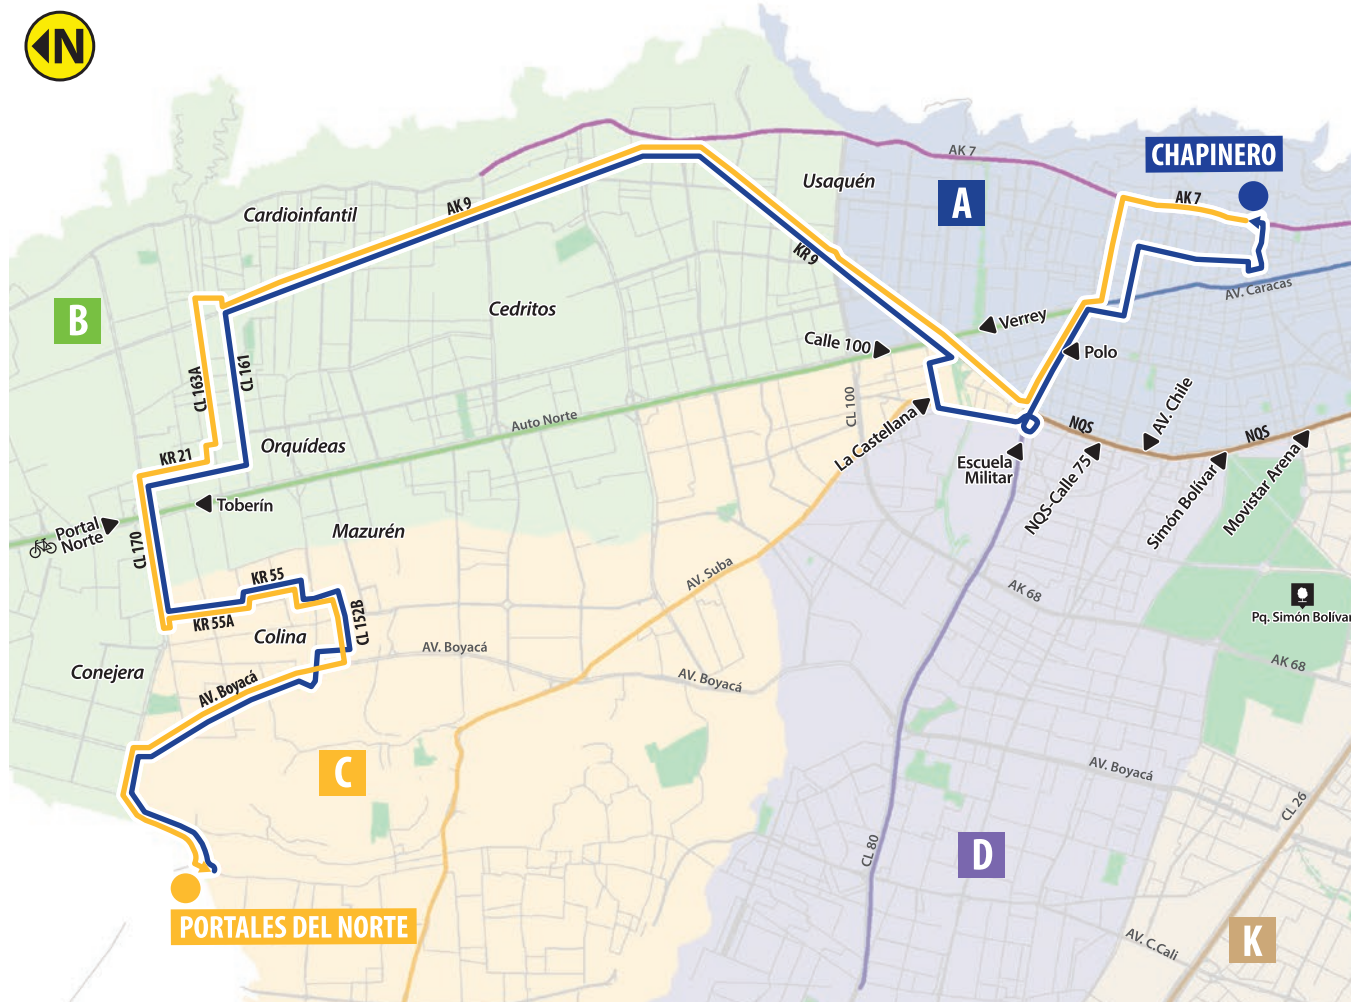 N
CHAPINERO
AK 7
Usaquén
A
AK 7
Cardioinfantil
AK 9
KR 9
B
Cedritos
Verrey
AV. Caracas
Calle 100
Polo
CL 161
CL 163A
CL 100
AV. Chile
Auto Norte
La Castellana
NQS
NQS
Orquídeas
KR 21
Escuela
Militar
NQS-Calle 75
Simón Bolívar
Movistar Arena
Toberín
Portal
Norte
Mazurén
CL 170
KR 55
AV. Suba
AK 68
KR 55A
CL 152B
Colina
Pq. Simón Bolívar
AV. Boyacá
AK 68
Conejera
AV. Boyacá
AV. Boyacá
C
AV. Boyacá
CL 26
CL 80
D
PORTALES DEL NORTE
AV. C.Cali
K